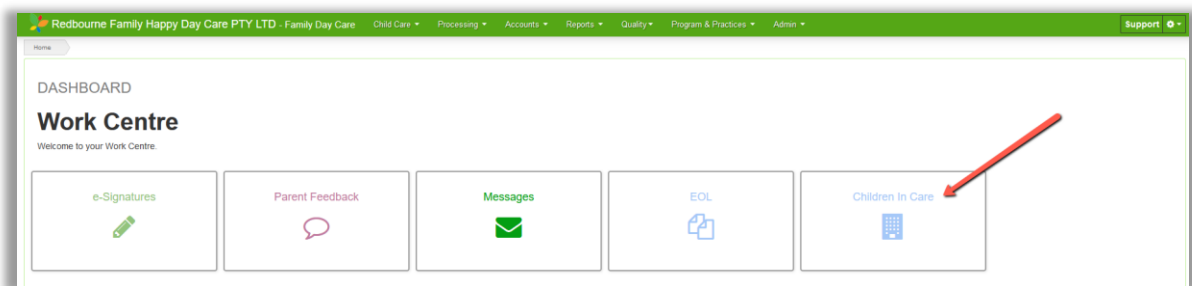 Redbourne Family Happy Day Care PTY LTD - Family Day Care Child Care Processing Accounts Reports Quality Program & Practices Admin Support
Home
DASHBOARD
Work Centre
Welcome to your Work Centre.
e-Signatures Parent Feedback Messages EOL Children In Care